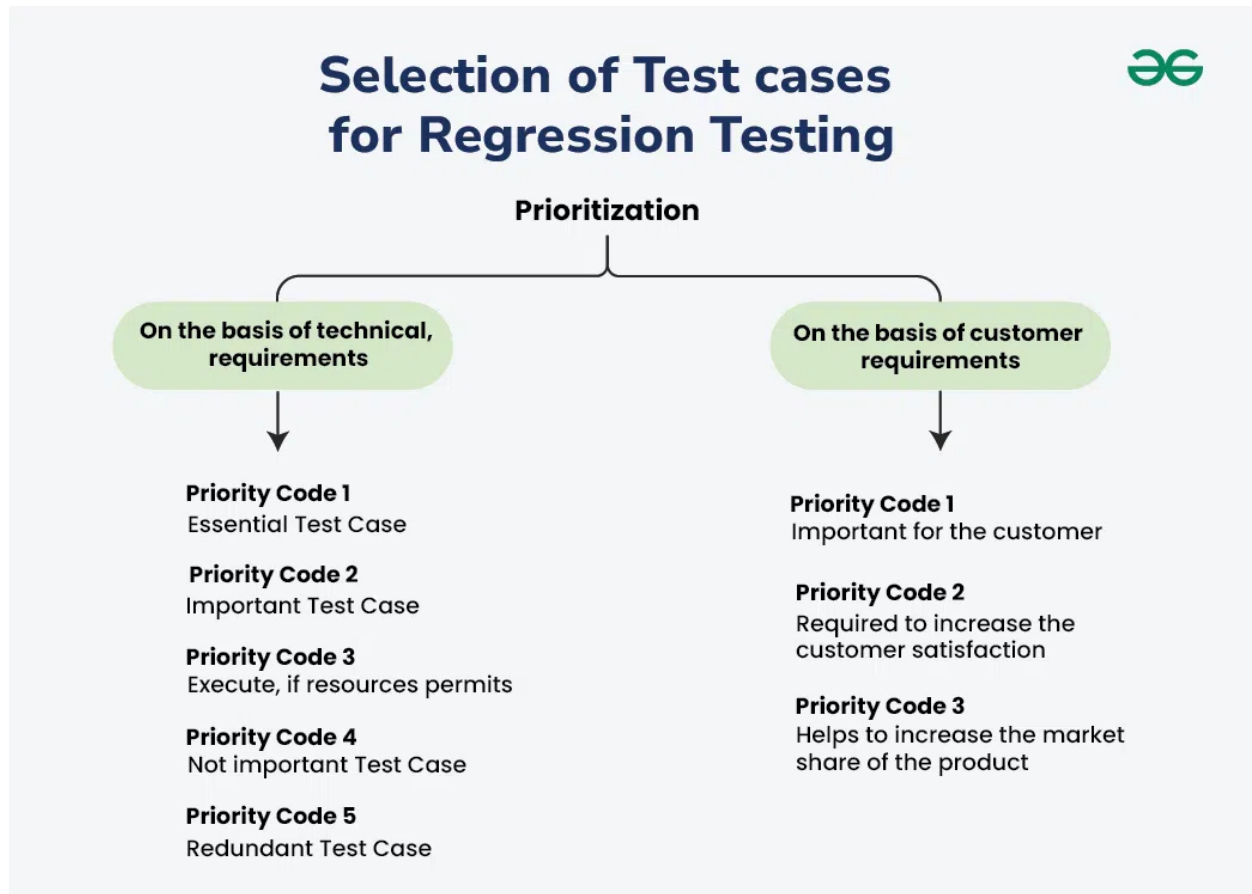 Selection of Test cases
for Regression Testing
Prioritization
On the basis of technical,
requirements
Priority Code 1
Essential Test Case
Priority Code 2
Important Test Case
Priority Code 3
Execute, if resources permits
Priority Code 4
Not important Test Case
Priority Code 5
Redundant Test Case
On the basis of customer
requirements
Priority Code 1
Important for the customer
Priority Code 2
Required to increase the
customer satisfaction
Priority Code 3
Helps to increase the market
share of the product